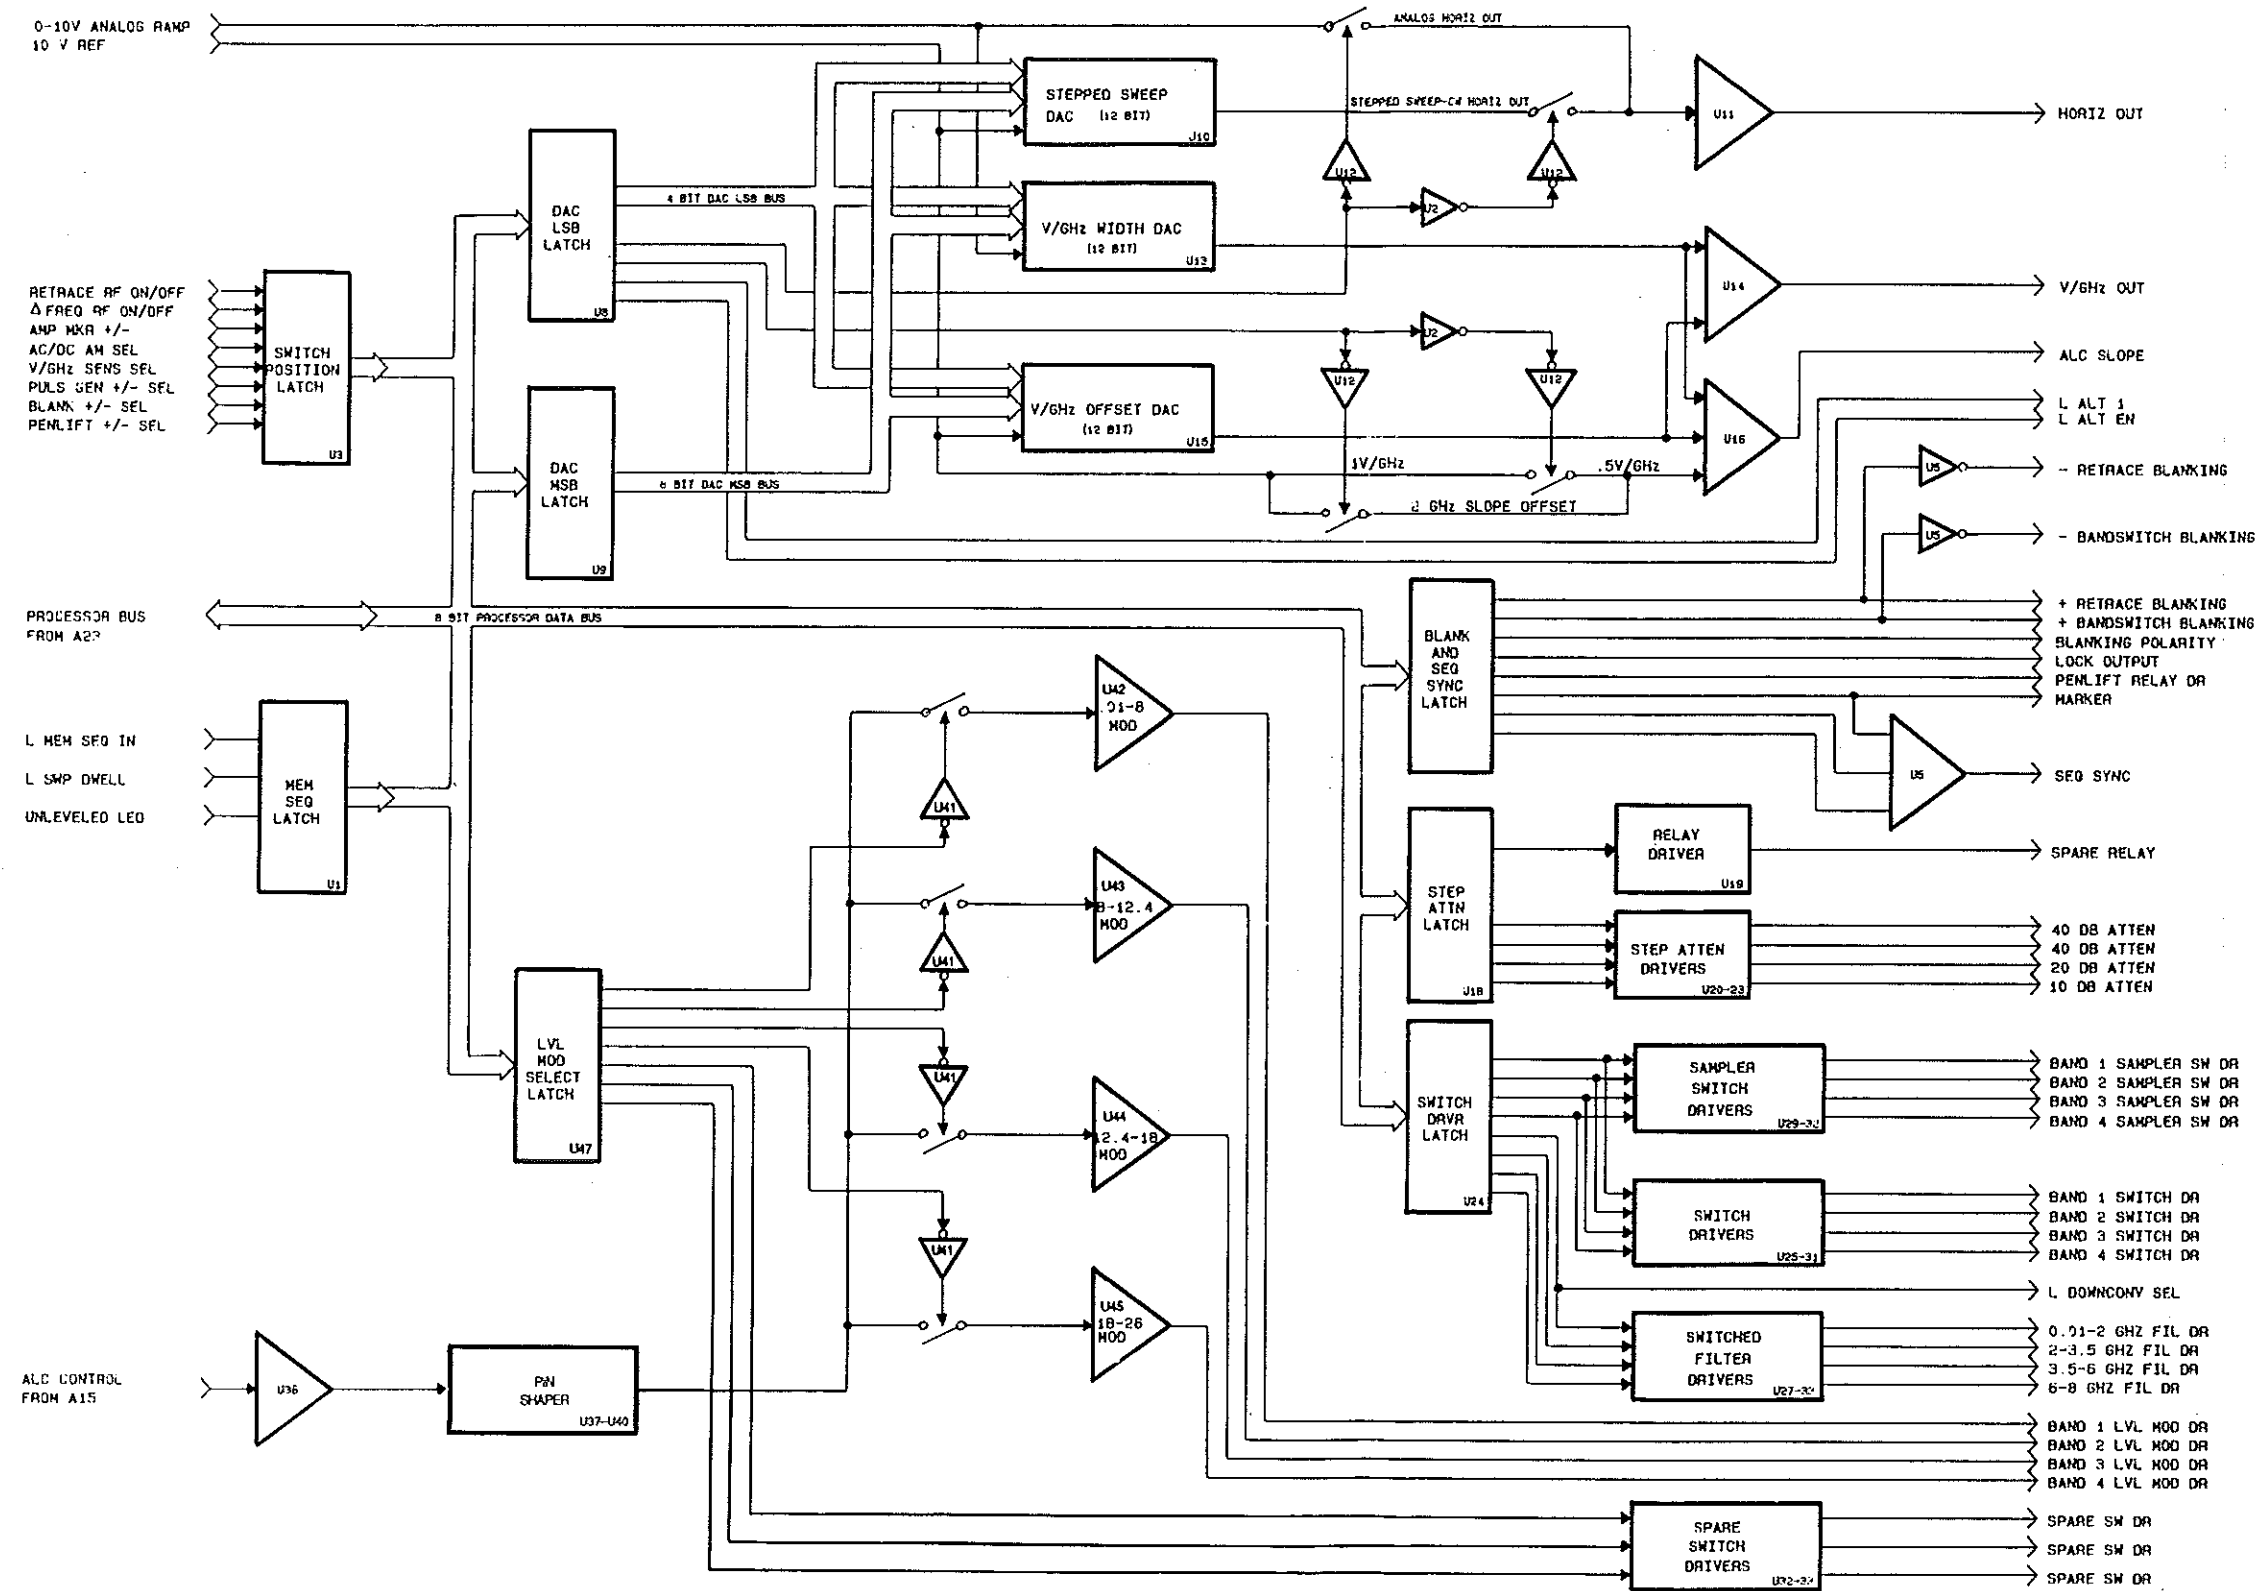 0-10V ANALOG RAMP
10 V REF
ANALOG HORIZ OUT
STEPPED SWEEP
DAC (12 BIT)
U10
STEPPED SWEEP-CW HORIZ OUT
U12
U12
U2
U11
HORIZ OUT
DAC
LSB
LATCH
U8
4 BIT DAC LSB BUS
V/GHz WIDTH DAC
(12 BIT)
U13
U14
V/GHz OUT
RETRACE RF ON/OFF
Δ FREQ RF ON/OFF
AMP MKR +/-
AC/DC AM SEL
V/GHz SENS SEL
PULS GEN +/- SEL
BLANK +/- SEL
PENLIFT +/- SEL
SWITCH
POSITION
LATCH
U3
U2
U12
U12
ALC SLOPE
V/GHz OFFSET DAC
(12 BIT)
U15
U16
L ALT 1
L ALT EN
DAC
MSB
LATCH
U9
8 BIT DAC MSB BUS
1V/GHz
.5V/GHz
2 GHz SLOPE OFFSET
U5
- RETRACE BLANKING
U5
- BANDSWITCH BLANKING
PROCESSOR BUS
FROM A23
8 BIT PROCESSOR DATA BUS
BLANK
AND
SEQ
SYNC
LATCH
+ RETRACE BLANKING
+ BANDSWITCH BLANKING
BLANKING POLARITY
LOCK OUTPUT
PENLIFT RELAY DR
MARKER
U5
SEQ SYNC
L MEM SEQ IN
L SWP DWELL
UNLEVELED LED
MEM
SEQ
LATCH
U1
U42
.01-8
MOD
U41
U43
8-12.4
MOD
U41
STEP
ATTN
LATCH
U18
RELAY
DRIVER
U19
SPARE RELAY
STEP ATTEN
DRIVERS
U20-23
40 DB ATTEN
40 DB ATTEN
20 DB ATTEN
10 DB ATTEN
LVL
MOD
SELECT
LATCH
U47
U41
U44
12.4-18
MOD
U41
U45
18-26
MOD
SWITCH
DRVR
LATCH
U24
SAMPLER
SWITCH
DRIVERS
BAND 1 SAMPLER SW DR
BAND 2 SAMPLER SW DR
BAND 3 SAMPLER SW DR
BAND 4 SAMPLER SW DR
SWITCH
DRIVERS
U25-31
BAND 1 SWITCH DR
BAND 2 SWITCH DR
BAND 3 SWITCH DR
BAND 4 SWITCH DR
L DOWNCONV SEL
SWITCHED
FILTER
DRIVERS
0.01-2 GHZ FIL DR
2-3.5 GHZ FIL DR
3.5-6 GHZ FIL DR
6-8 GHZ FIL DR
ALC CONTROL
FROM A15
U36
PIN
SHAPER
U37-U40
BAND 1 LVL MOD DR
BAND 2 LVL MOD DR
BAND 3 LVL MOD DR
BAND 4 LVL MOD DR
SPARE
SWITCH
DRIVERS
SPARE SW DR
SPARE SW DR
SPARE SW DR